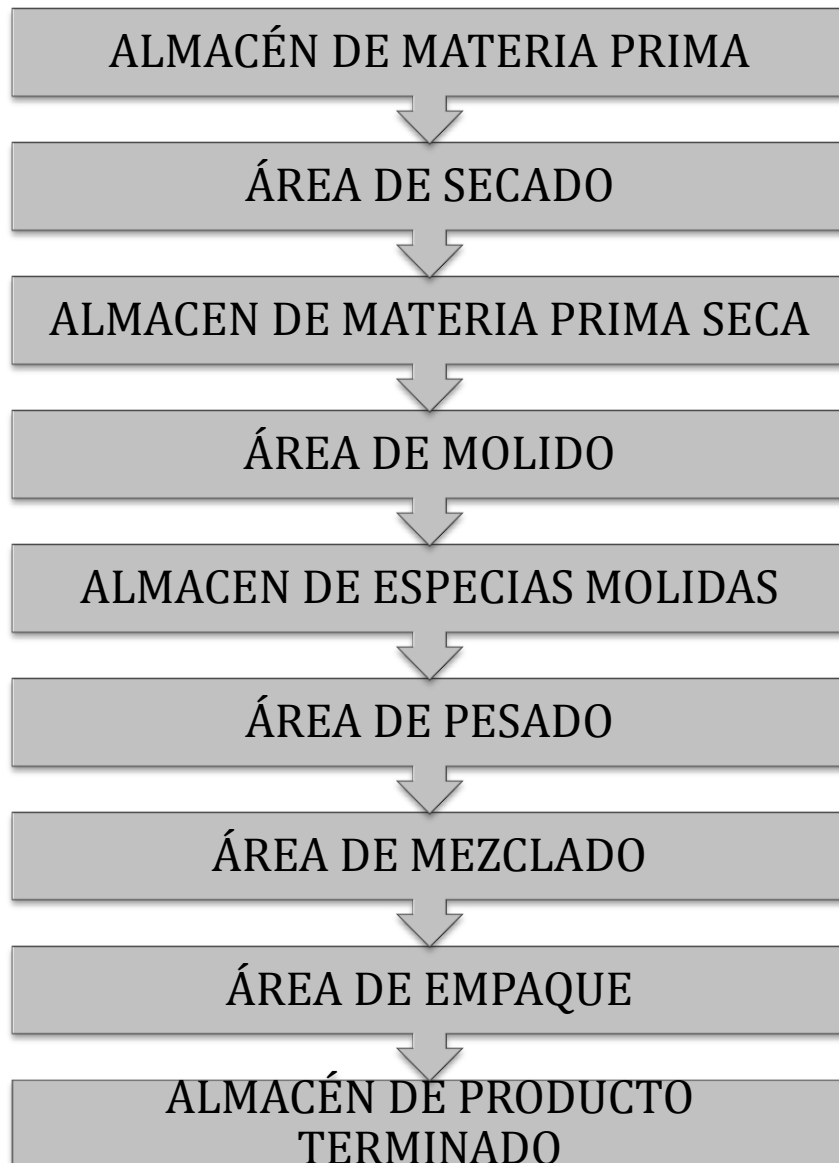 ALMACÉN DE MATERIA PRIMA
ÁREA DE SECADO
ALMACEN DE MATERIA PRIMA SECA
ÁREA DE MOLIDO
ALMACEN DE ESPECIAS MOLIDAS
ÁREA DE PESADO
ÁREA DE MEZCLADO
ÁREA DE EMPAQUE
ALMACÉN DE PRODUCTO
TERMINADO